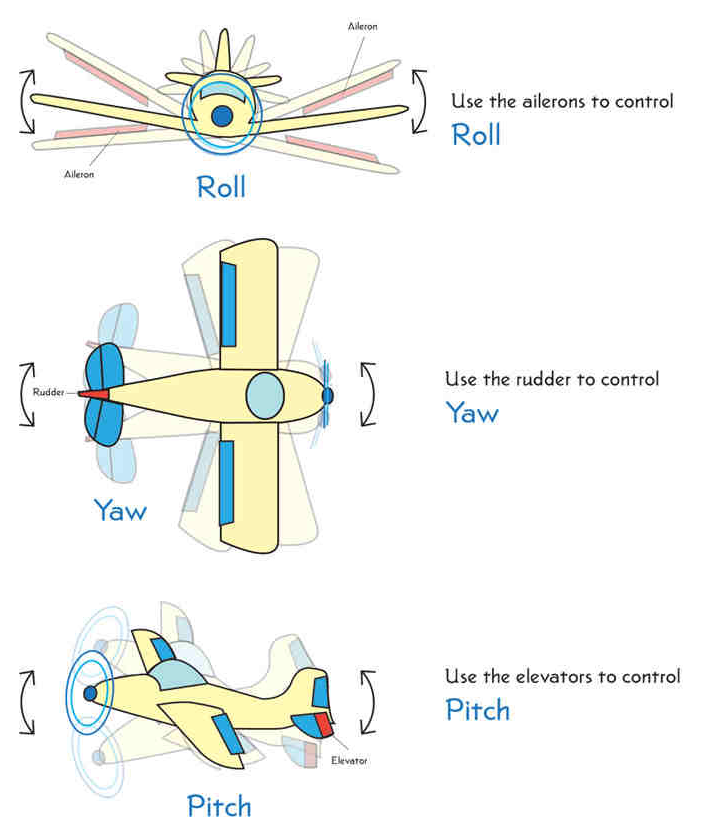 Aileron
Use the ailerons to control
Roll
Aileron
Roll
Use the rudder to control
Rudder
Yaw
Yaw
Use the elevators to control
Pitch
Elevator
Pitch